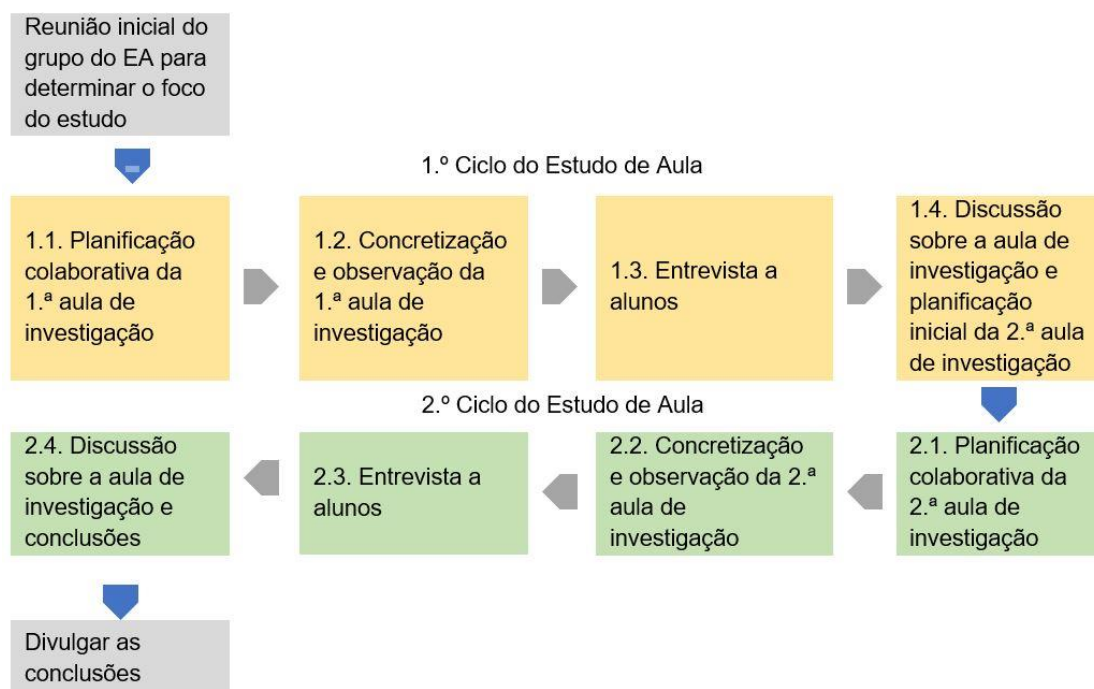 Reunião inicial do
grupo do EA para
determinar o foco
do estudo
1.º Ciclo do Estudo de Aula
1.1. Planificação
colaborativa da
1.ª aula de
investigação
1.2. Concretização
e observação da
1.ª aula de
investigação
1.3. Entrevista a
alunos
1.4. Discussão
sobre a aula de
investigação e
planificação
inicial da 2.ª aula
de investigação
2.º Ciclo do Estudo de Aula
2.1. Planificação
colaborativa da
2.ª aula de
investigação
2.2. Concretização
e observação da 2.ª
aula de
investigação
2.3. Entrevista a
alunos
2.4. Discussão
sobre a aula de
investigação e
conclusões
Divulgar as
conclusões